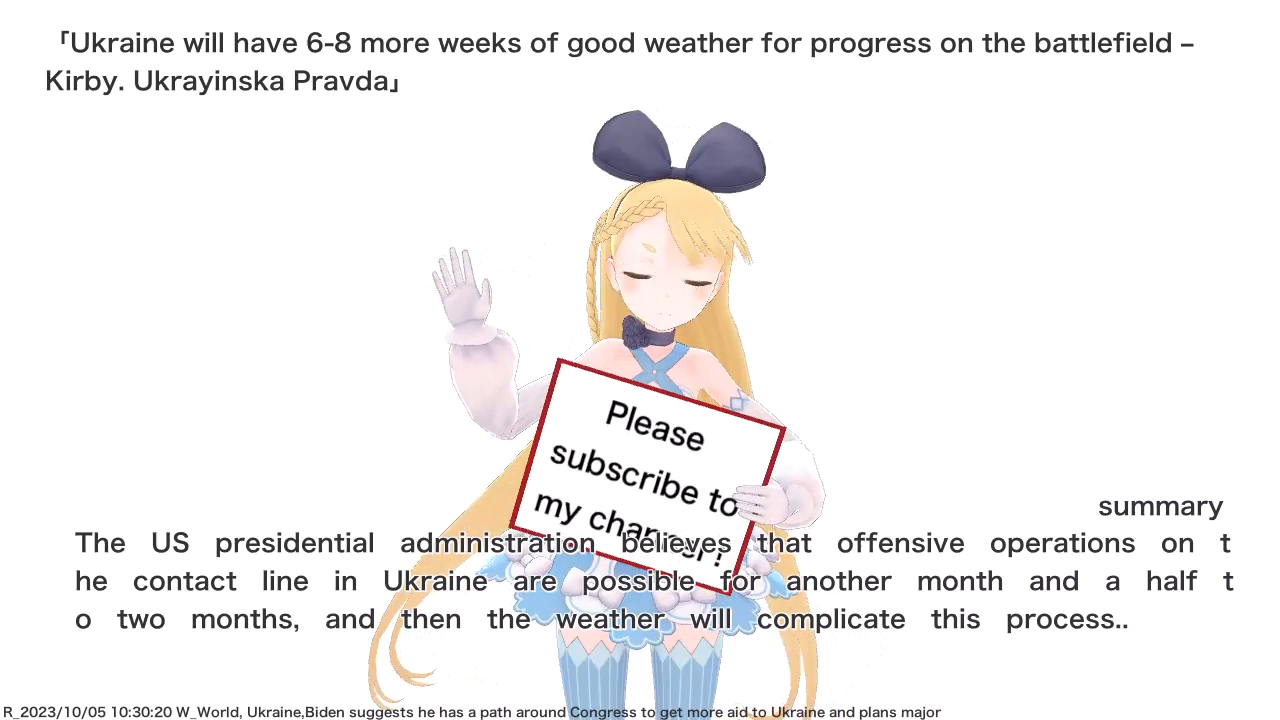 「Ukraine will have 6-8 more weeks of good weather for progress on the battlefield –
Kirby. Ukrayinska Pravda」
Please
subscribe to
my channel !
summary
The US presidential administration believes that offensive operations on t
he contact line in Ukraine are possible for another month and a half t
o two months, and then the weather will complicate this process..
R_2023/10/05 10:30:20 W_World, Ukraine,Biden suggests he has a path around Congress to get more aid to Ukraine and plans major